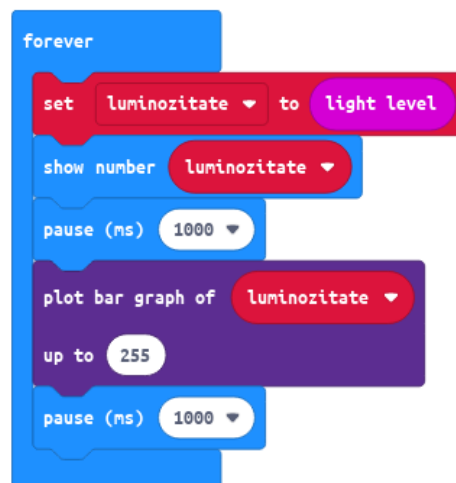 forever
set luminozitate to light level
show number luminozitate
pause (ms) 1000
plot bar graph of luminozitate
up to 255
pause (ms) 1000